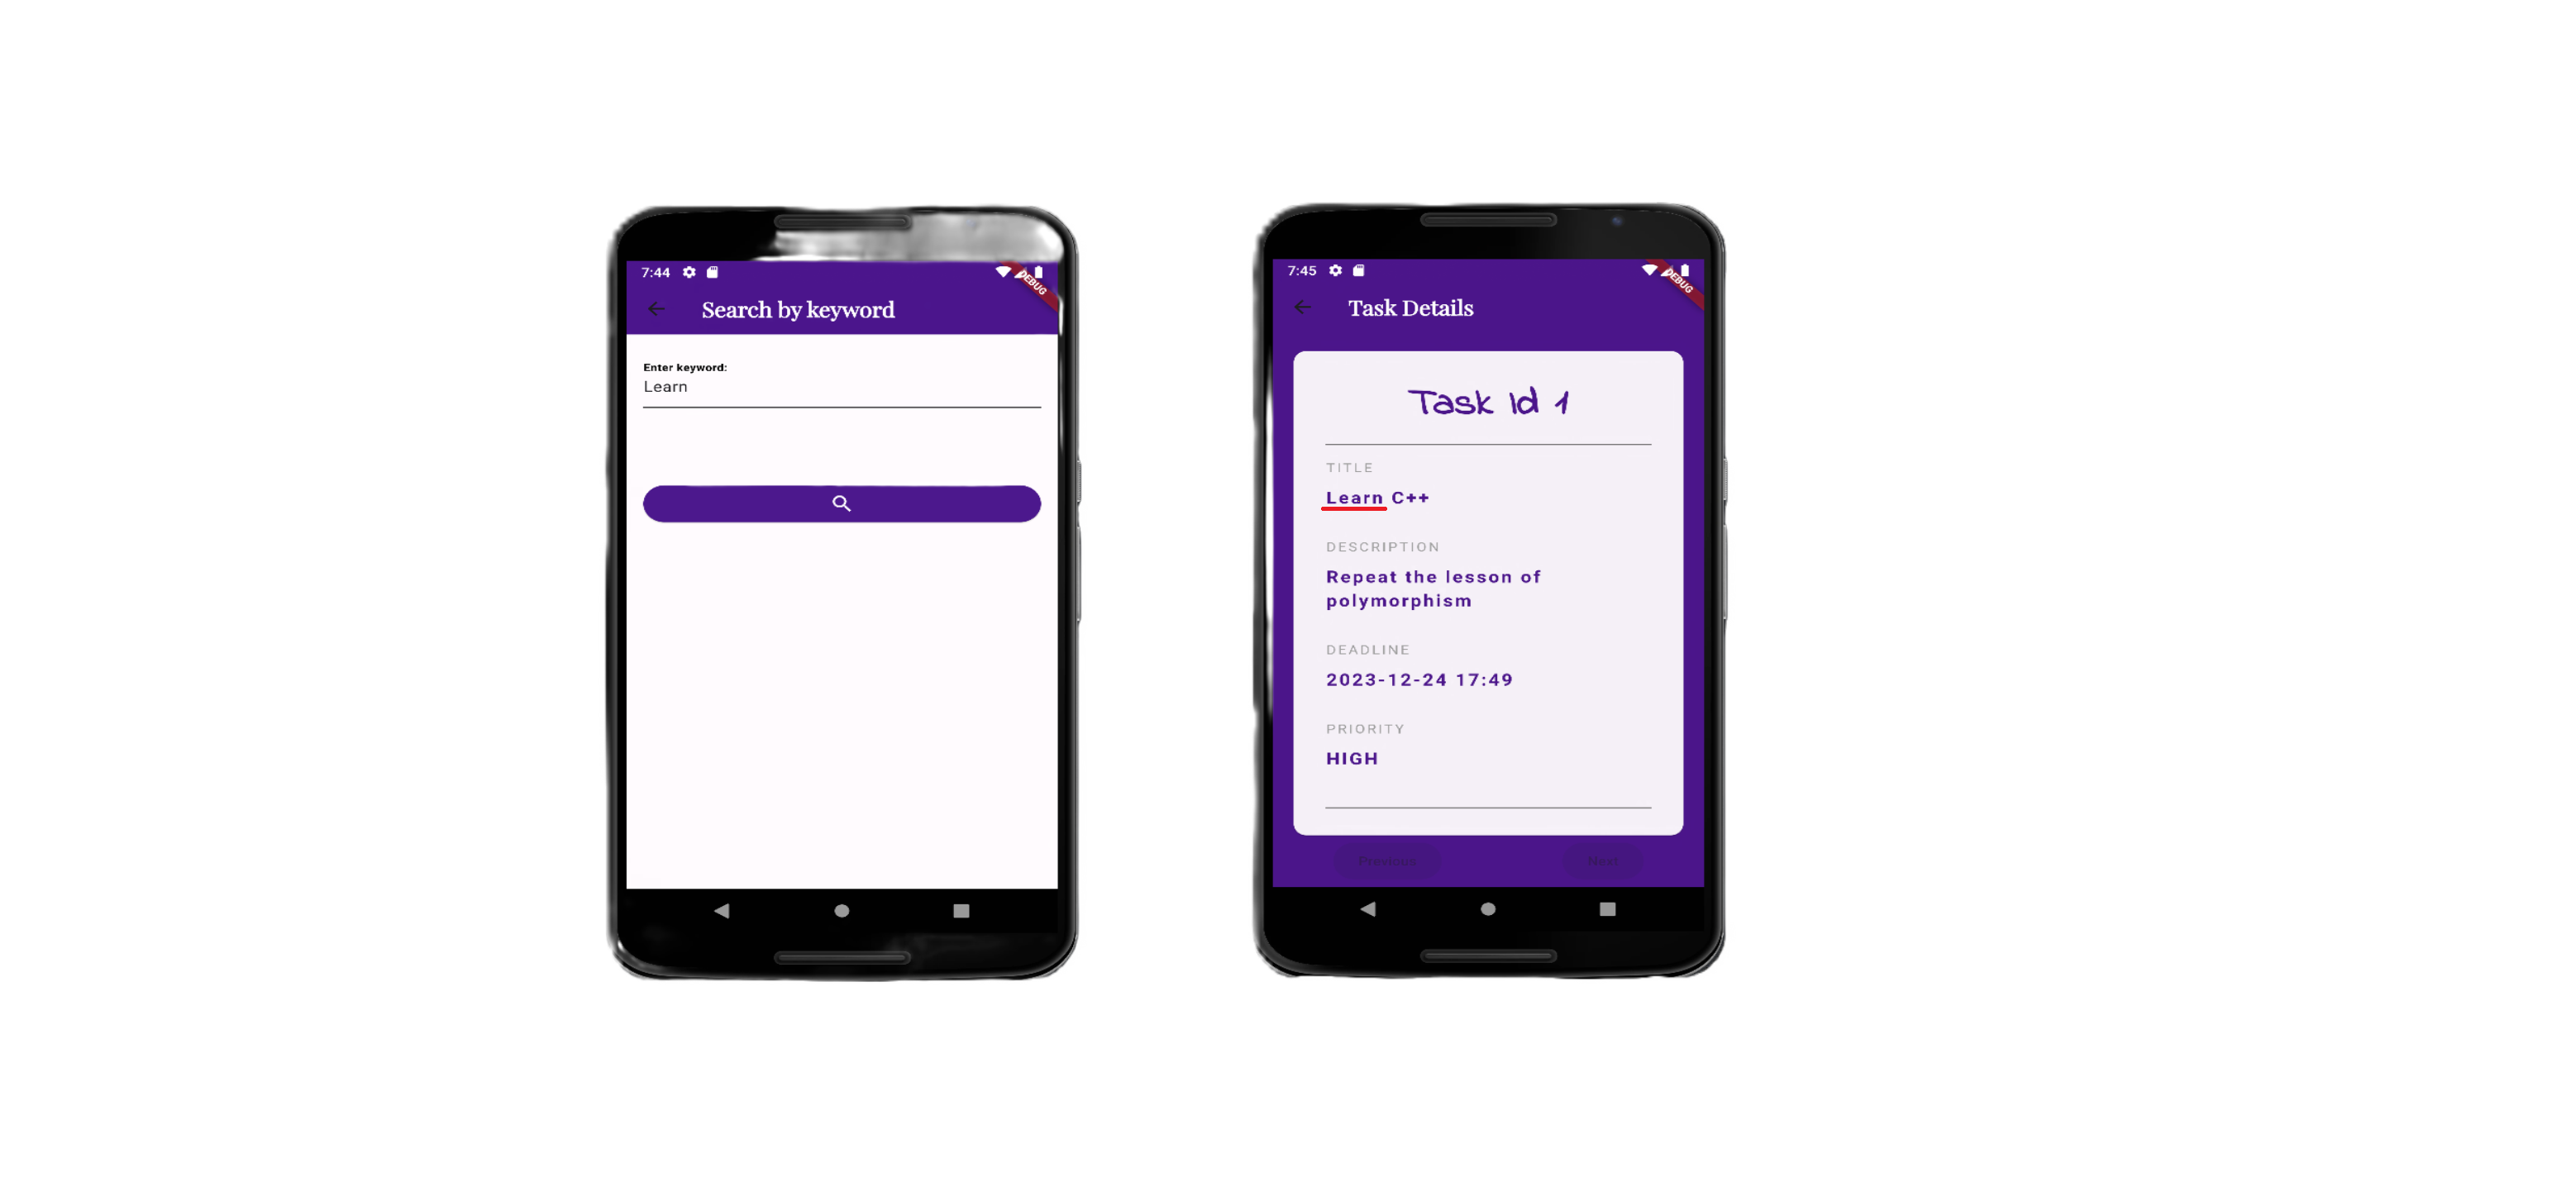 7:44
DEBUG
Search by keyword
Enter keyword:
Learn
7:45
DEBUG
Task Details
Task Id 1
TITLE
Learn C++
DESCRIPTION
Repeat the lesson of
polymorphism
DEADLINE
2023-12-24 17:49
PRIORITY
HIGH
Previous
Next